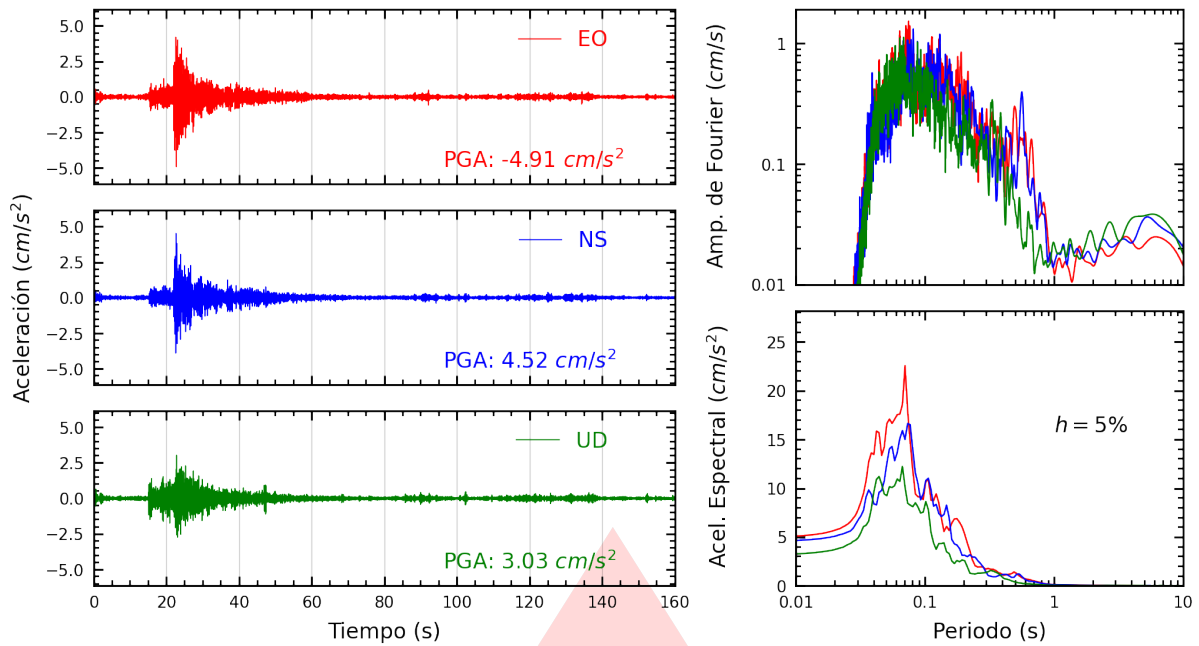 Aceleración (cm/s²)
5.0
2.5
0.0
−2.5
−5.0
EO
PGA: -4.91 cm/s²
5.0
2.5
0.0
−2.5
−5.0
NS
PGA: 4.52 cm/s²
5.0
2.5
0.0
−2.5
−5.0
UD
PGA: 3.03 cm/s²
0 20 40 60 80 100 120 140 160
Tiempo (s)
Amp. de Fourier (cm/s)
1
0.1
0.01
Acel. Espectral (cm/s²)
25
20
15
10
5
0
h = 5%
0.01 0.1 1 10
Periodo (s)